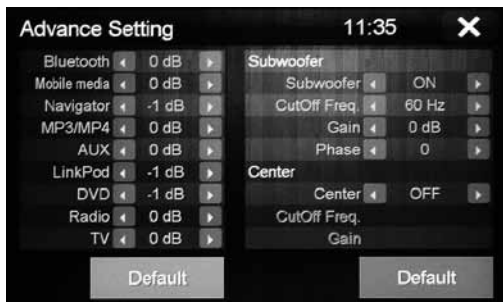 Advance Setting 11:35 X
Bluetooth 0 dB
Mobile media 0 dB
Navigator -1 dB
MP3/MP4 0 dB
AUX 0 dB
LinkPod -1 dB
DVD -1 dB
Radio 0 dB
TV 0 dB
Default
Subwoofer
Subwoofer ON
CutOff Freq. 60 Hz
Gain 0 dB
Phase 0
Center
Center OFF
CutOff Freq.
Gain
Default